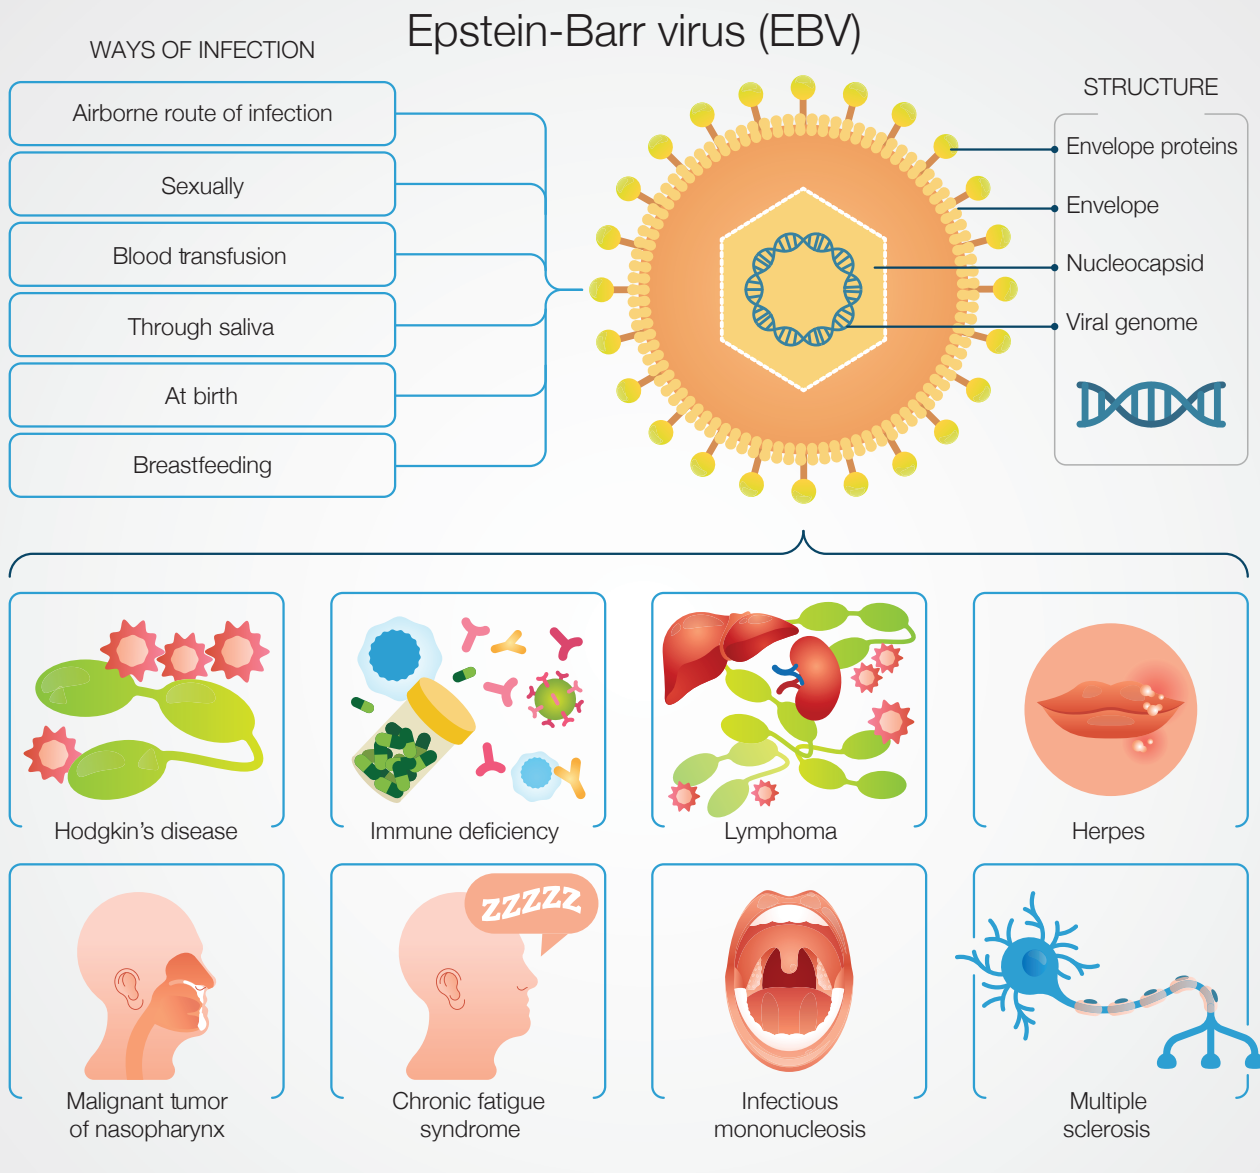 Epstein-Barr virus (EBV)
WAYS OF INFECTION
Airborne route of infection
Sexually
Blood transfusion
Through saliva
At birth
Breastfeeding
STRUCTURE
Envelope proteins
Envelope
Nucleocapsid
Viral genome
Hodgkin's disease
Immune deficiency
Lymphoma
Herpes
zzzzz
Malignant tumor
of nasopharynx
Chronic fatigue
syndrome
Infectious
mononucleosis
Multiple
sclerosis